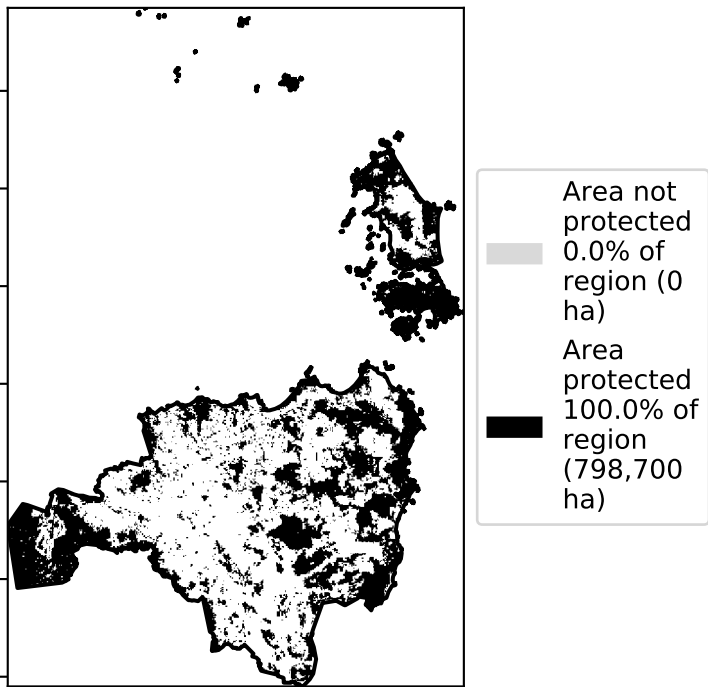 Area not
protected
0.0% of
region (0
ha)
Area
protected
100.0% of
region
(798,700
ha)